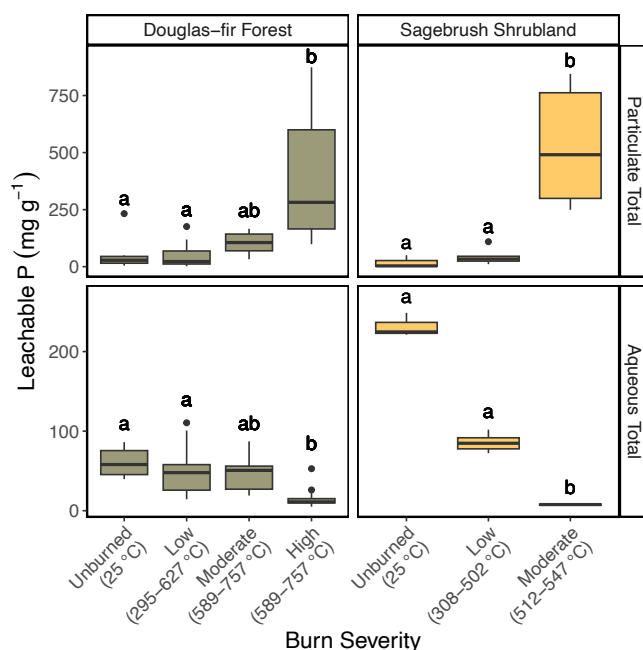 Douglas−fir Forest
Sagebrush Shrubland
Leachable P (mg g⁻¹)
750
500
250
0
a
a
ab
b
a
a
b
Particulate Total
200
100
0
a
a
ab
b
a
a
b
Aqueous Total
Unburned
(25 °C)
Low
(295−627 °C)
Moderate
(589−757 °C)
High
(589−757 °C)
Unburned
(25 °C)
Low
(308−502 °C)
Moderate
(512−547 °C)
Burn Severity